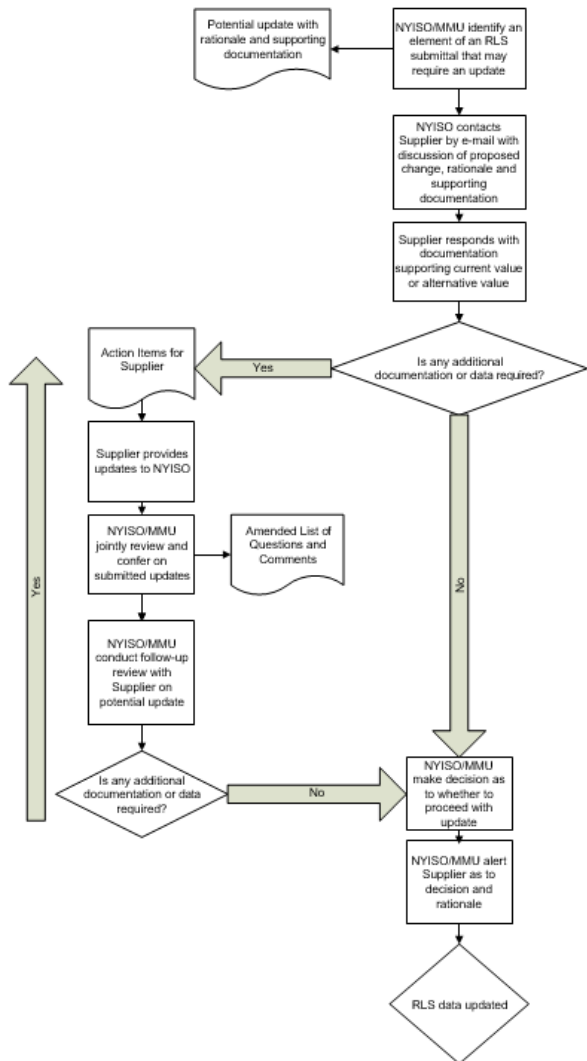 Potential update with
rationale and supporting
documentation
NYISO/MMU identify an
element of an RLS
submittal that may
require an update
NYISO contacts
Supplier by e-mail with
discussion of proposed
change, rationale and
supporting
documentation
Supplier responds with
documentation
supporting current value
or alternative value
Is any additional
documentation or data required?
Yes
Action Items for
Supplier
Supplier provides
updates to NYISO
NYISO/MMU
jointly review and
confer on
submitted updates
Amended List of
Questions and
Comments
NYISO/MMU
conduct follow-up
review with
Supplier on
potential update
Is any additional
documentation or data
required?
Yes
No
No
NYISO/MMU
make decision as
to whether to
proceed with
update
NYISO/MMU alert
Supplier as to
decision and
rationale
RLS data updated